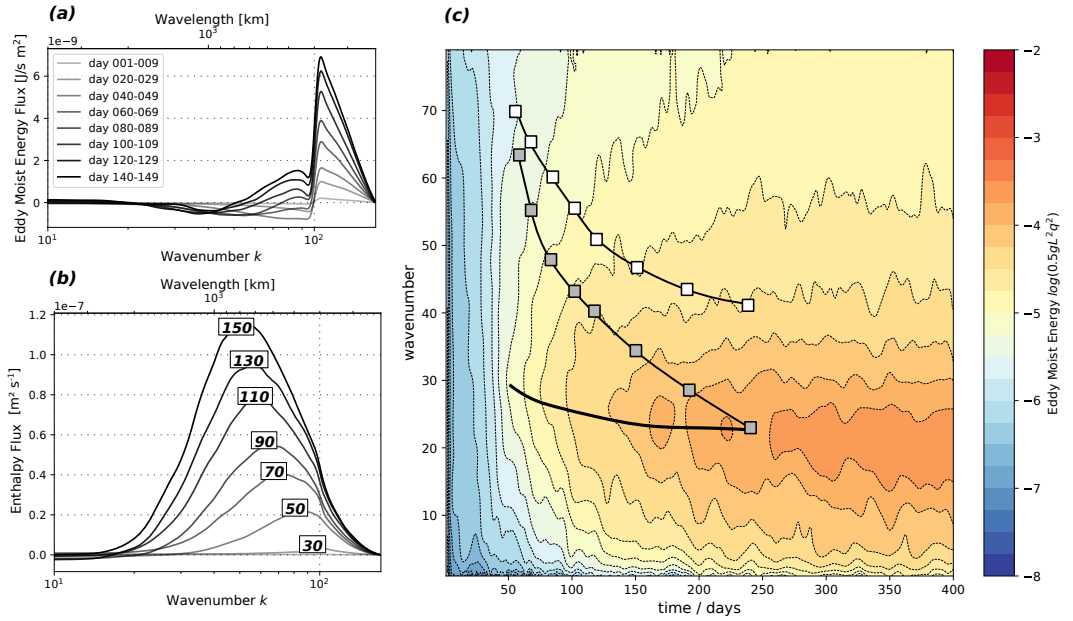 (a)
Wavelength [km]
10³
1e−9
Eddy Moist Energy Flux [J/s m²]
6
4
2
0
day 001-009
day 020-029
day 040-049
day 060-069
day 080-089
day 100-109
day 120-129
day 140-149
10¹
10²
Wavenumber k
(b)
Wavelength [km]
10³
1e−7
Enthalpy Flux [m² s⁻¹]
1.2
1.0
0.8
0.6
0.4
0.2
0.0
150
130
110
90
70
50
30
10¹
10²
Wavenumber k
(c)
wavenumber
70
60
50
40
30
20
10
50
100
150
200
250
300
350
400
time / days
−2
−3
−4
−5
−6
−7
−8
Eddy Moist Energy log(0.5gL²q²)